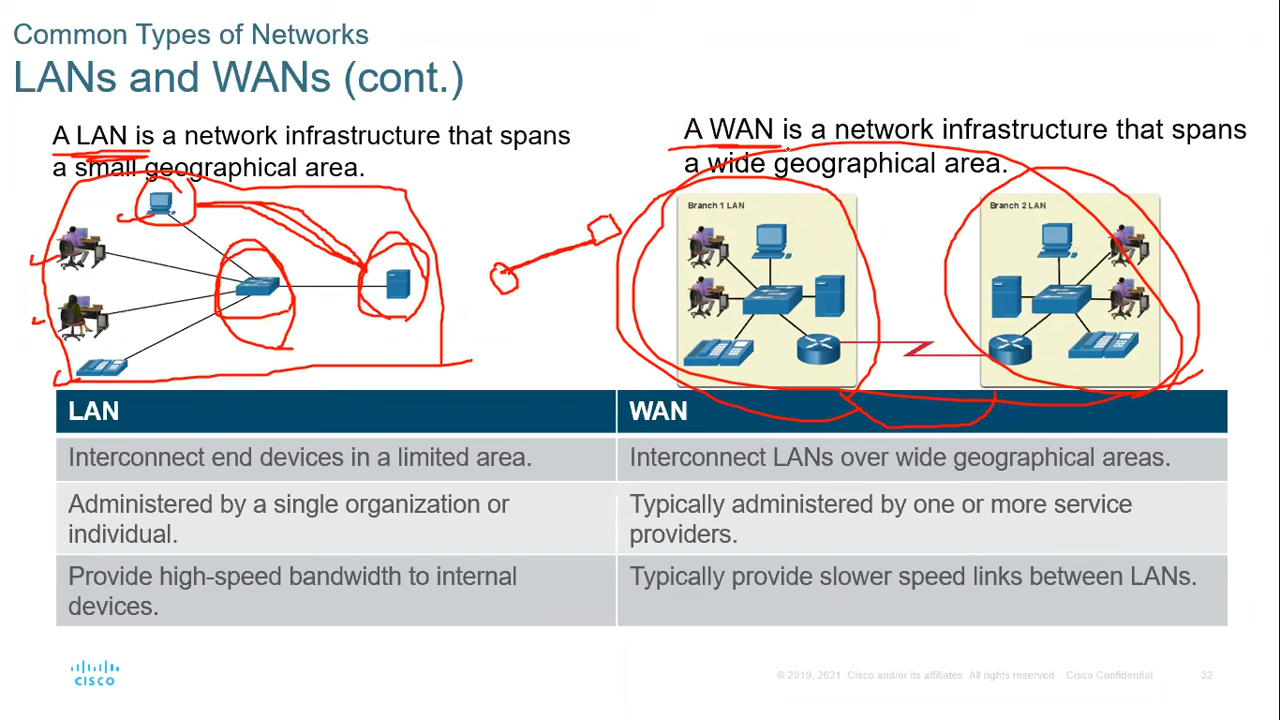 Common Types of Networks
LANs and WANs (cont.)
A LAN is a network infrastructure that spans
a small geographical area.
A WAN is a network infrastructure that spans
a wide geographical area.
Branch 1 LAN
Branch 2 LAN
LAN
WAN
Interconnect end devices in a limited area.
Interconnect LANs over wide geographical areas.
Administered by a single organization or
individual.
Typically administered by one or more service
providers.
Provide high-speed bandwidth to internal
devices.
Typically provide slower speed links between LANs.
CISCO
© 2019, 2021 Cisco and/or its affiliates. All rights reserved. Cisco Confidential
32